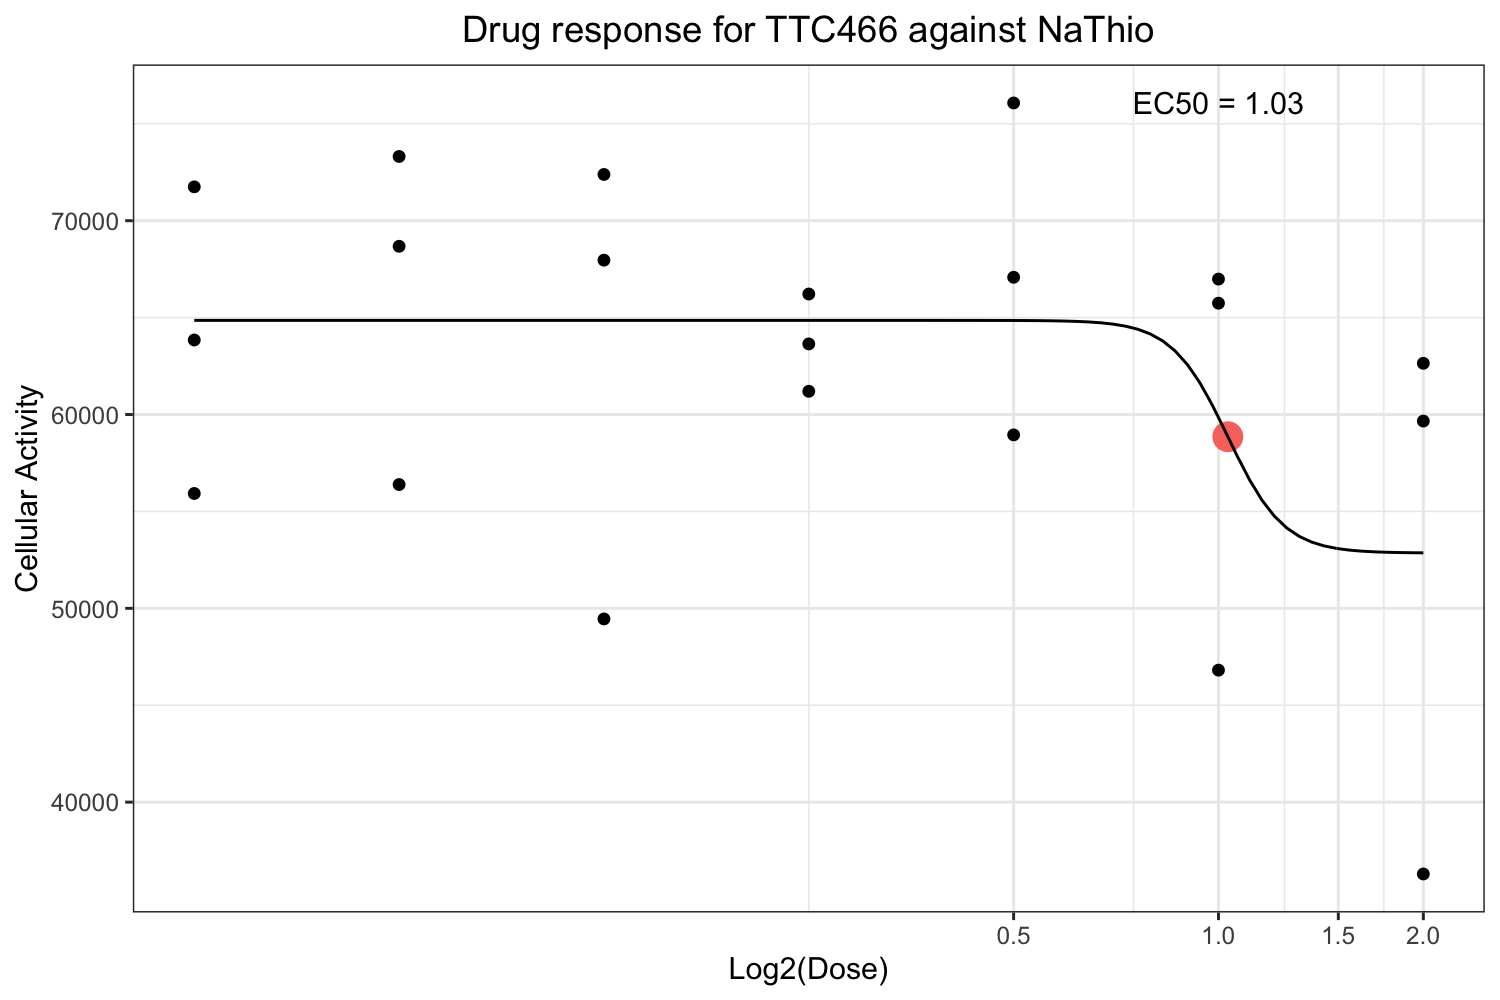 Drug response for TTC466 against NaThio
EC50 = 1.03
70000
60000
50000
40000
Cellular Activity
0.5 1.0 1.5 2.0
Log2(Dose)